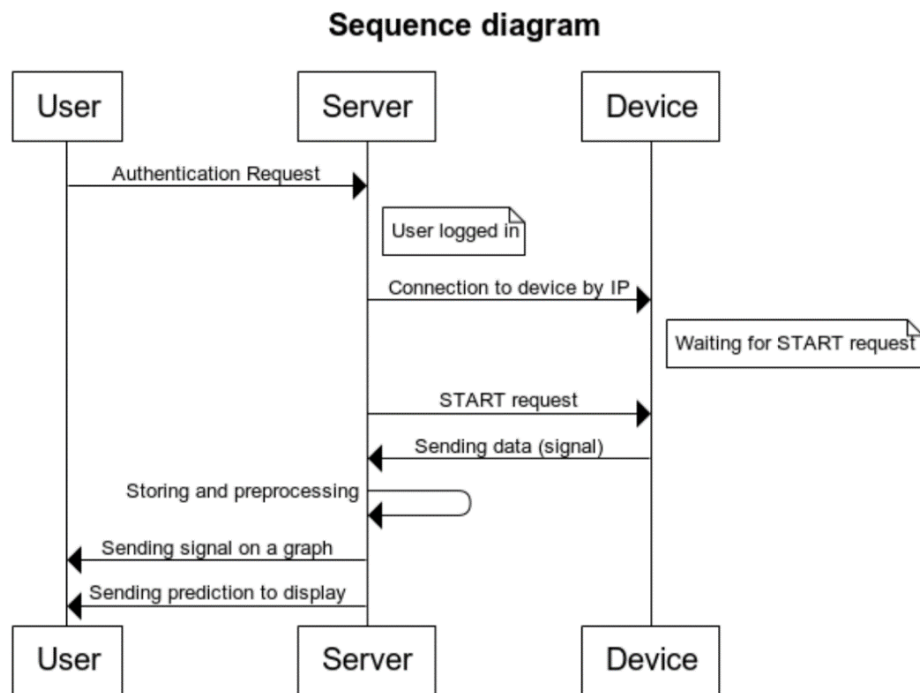 Sequence diagram
User
Server
Device
Authentication Request
User logged in
Connection to device by IP
Waiting for START request
START request
Sending data (signal)
Storing and preprocessing
Sending signal on a graph
Sending prediction to display
User
Server
Device